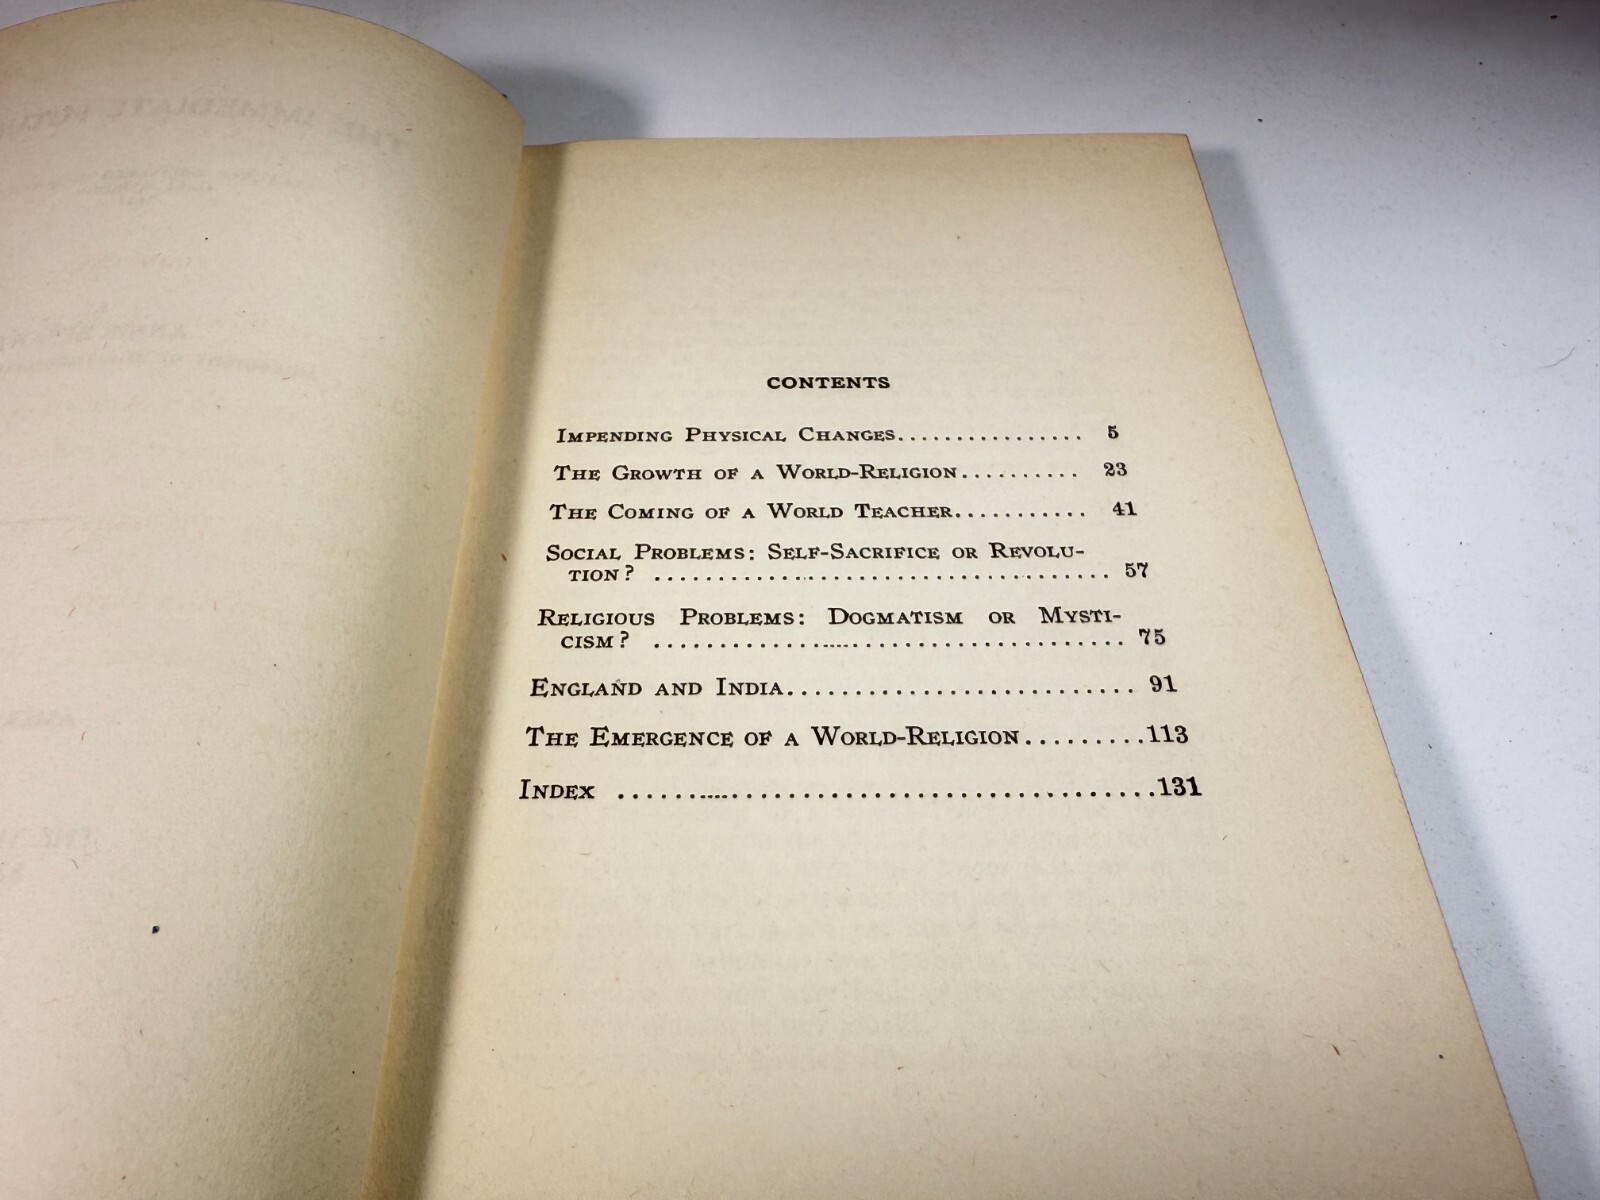 CONTENTS
Impending Physical Changes................ 5
The Growth of a World-Religion.......... 23
The Coming of a World Teacher........... 41
Social Problems: Self-Sacrifice or Revolu-
tion? ................................... 57
Religious Problems: Dogmatism or Mysti-
cism? .................................... 75
England and India.......................... 91
The Emergence of a World-Religion.........113
Index .......................................131